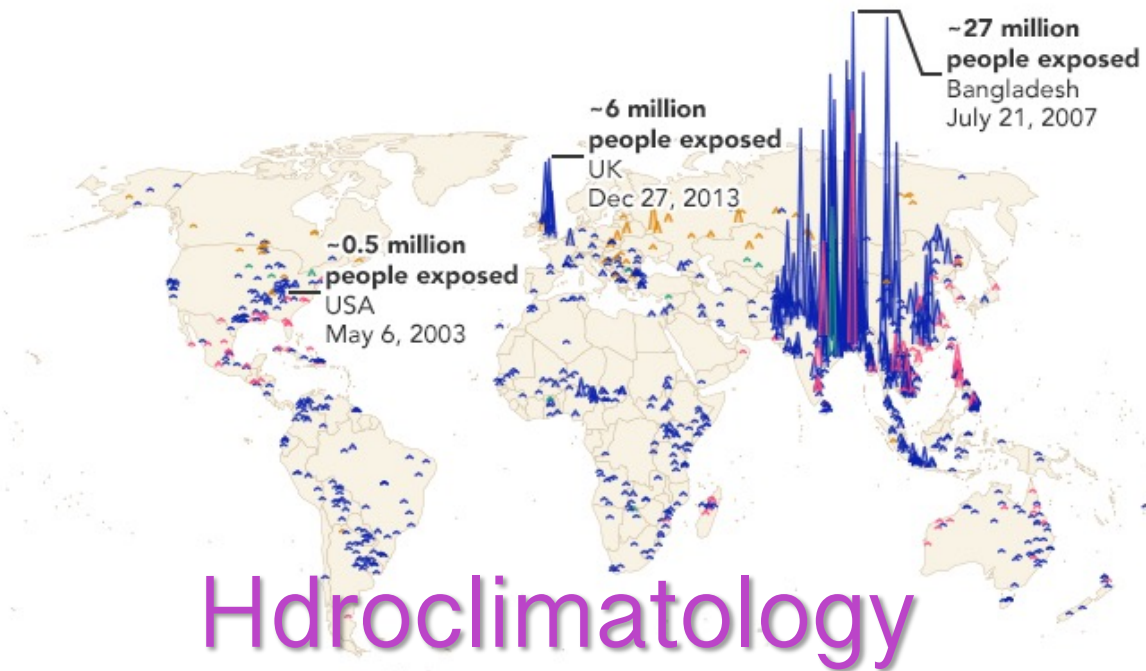 ~27 million
people exposed
Bangladesh
July 21, 2007
~6 million
people exposed
UK
Dec 27, 2013
~0.5 million
people exposed
USA
May 6, 2003
Hdroclimatology